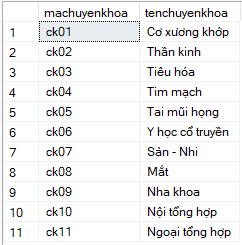 machuyenkhoa tenchuyenkhoa
1 ck01 Cơ xương khớp
2 ck02 Thần kinh
3 ck03 Tiêu hóa
4 ck04 Tim mạch
5 ck05 Tai mũi họng
6 ck06 Y học cổ truyền
7 ck07 Sản - Nhi
8 ck08 Mắt
9 ck09 Nha khoa
10 ck10 Nội tổng hợp
11 ck11 Ngoại tổng hợp